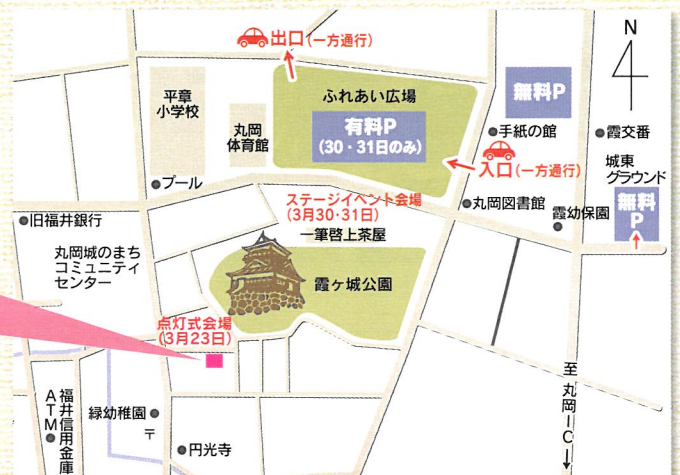 出口(一方通行)
N
平章
小学校
ふれあい広場
無料P
丸岡
体育館
有料P
(30・31日のみ)
手紙の館
霞交番
入口(一方通行)
城東
グラウンド
プール
ステージイベント会場
(3月30・31日)
丸岡図書館
霞幼保園
無料
P
旧福井銀行
一筆啓上茶屋
丸岡城のまち
コミュニティ
センター
霞ヶ城公園
点灯式会場
(3月23日)
至丸岡IC
福井信用金庫
ATM
緑幼稚園
〒
円光寺